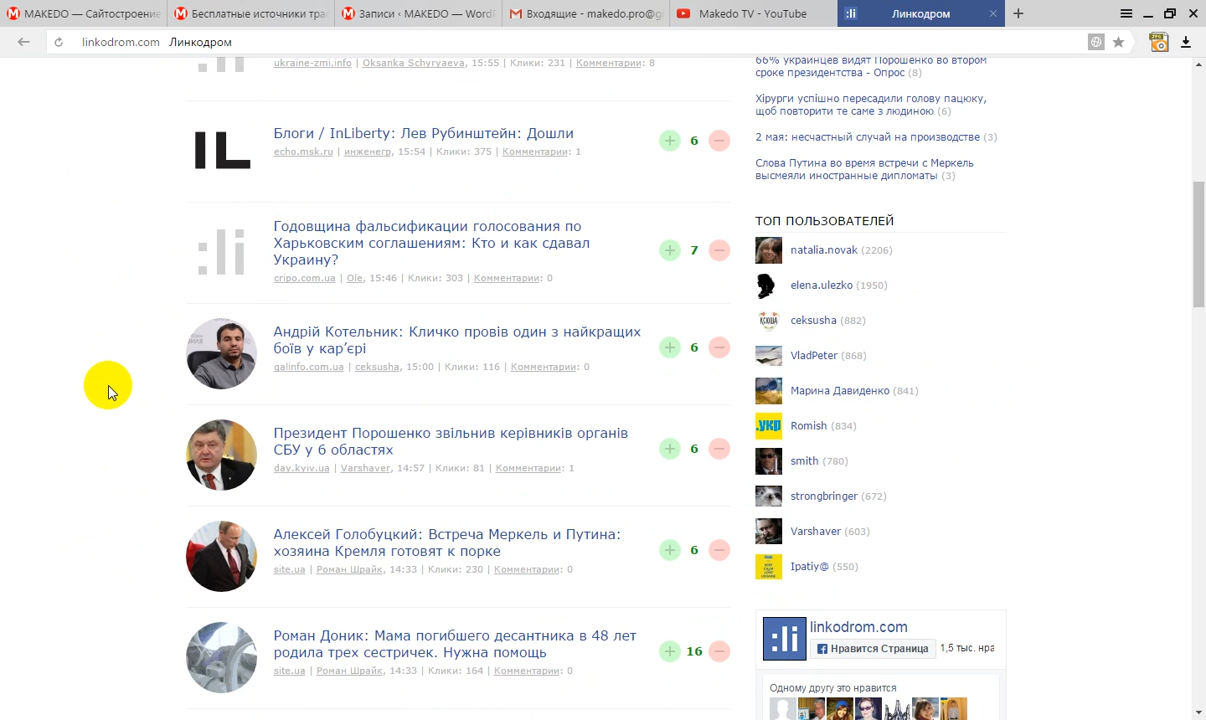 MAKEDO — Сайтостроение
Бесплатные источники тра
Записи ‹ MAKEDO — Word
Входящие - makedo.pro@g
Makedo TV - YouTube
Линкодром
linkodrom.com Линкодром
ukraine-zmi.info | Oksanka Schyryaeva, 15:55 | Клики: 231 | Комментарии: 8
IL
Блоги / InLiberty: Лев Рубинштейн: Дошли
6
echo.msk.ru | инженегр, 15:54 | Клики: 375 | Комментарии: 1
:li
Годовщина фальсификации голосования по
Харьковским соглашениям: Кто и как сдавал
Украину?
7
cripo.com.ua | Ole, 15:46 | Клики: 303 | Комментарии: 0
Андрій Котельник: Кличко провів один з найкращих
боїв у кар’єрі
6
galinfo.com.ua | ceksusha, 15:00 | Клики: 116 | Комментарии: 0
Президент Порошенко звільнив керівників органів
СБУ у 6 областях
6
day.kyiv.ua | Varshaver, 14:57 | Клики: 81 | Комментарии: 1
Алексей Голобуцкий: Встреча Меркель и Путина:
хозяина Кремля готовят к порке
6
site.ua | Роман Шрайк, 14:33 | Клики: 230 | Комментарии: 0
Роман Доник: Мама погибшего десантника в 48 лет
родила трех сестричек. Нужна помощь
16
site.ua | Роман Шрайк, 14:33 | Клики: 164 | Комментарии: 0
66% украинцев видят Порошенко во втором
сроке президентства - Опрос (8)
Хірурги успішно пересадили голову пацюку,
щоб повторити те саме з людиною (6)
2 мая: несчастный случай на производстве (3)
Слова Путина во время встречи с Меркель
высмеяли иностранные дипломаты (3)
ТОП ПОЛЬЗОВАТЕЛЕЙ
natalia.novak (2206)
elena.ulezko (1950)
КСЮША
ceksusha (882)
VladPeter (868)
Марина Давиденко (841)
.укр
Romish (834)
smith (780)
strongbringer (672)
Varshaver (603)
Ipatiy@ (550)
:li
linkodrom.com
Нравится Страница 1,5 тыс. нра
Одному другу это нравится